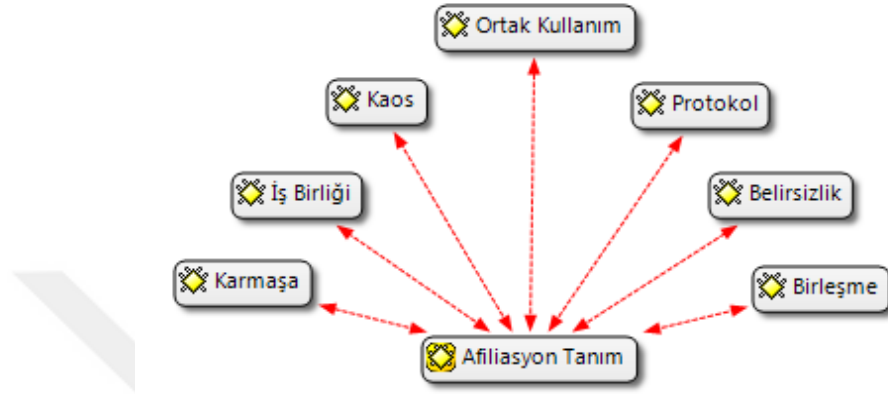 Ortak Kullanım
Kaos
Protokol
İş Birliği
Belirsizlik
Karmaşa
Birleşme
Afiliasyon Tanım